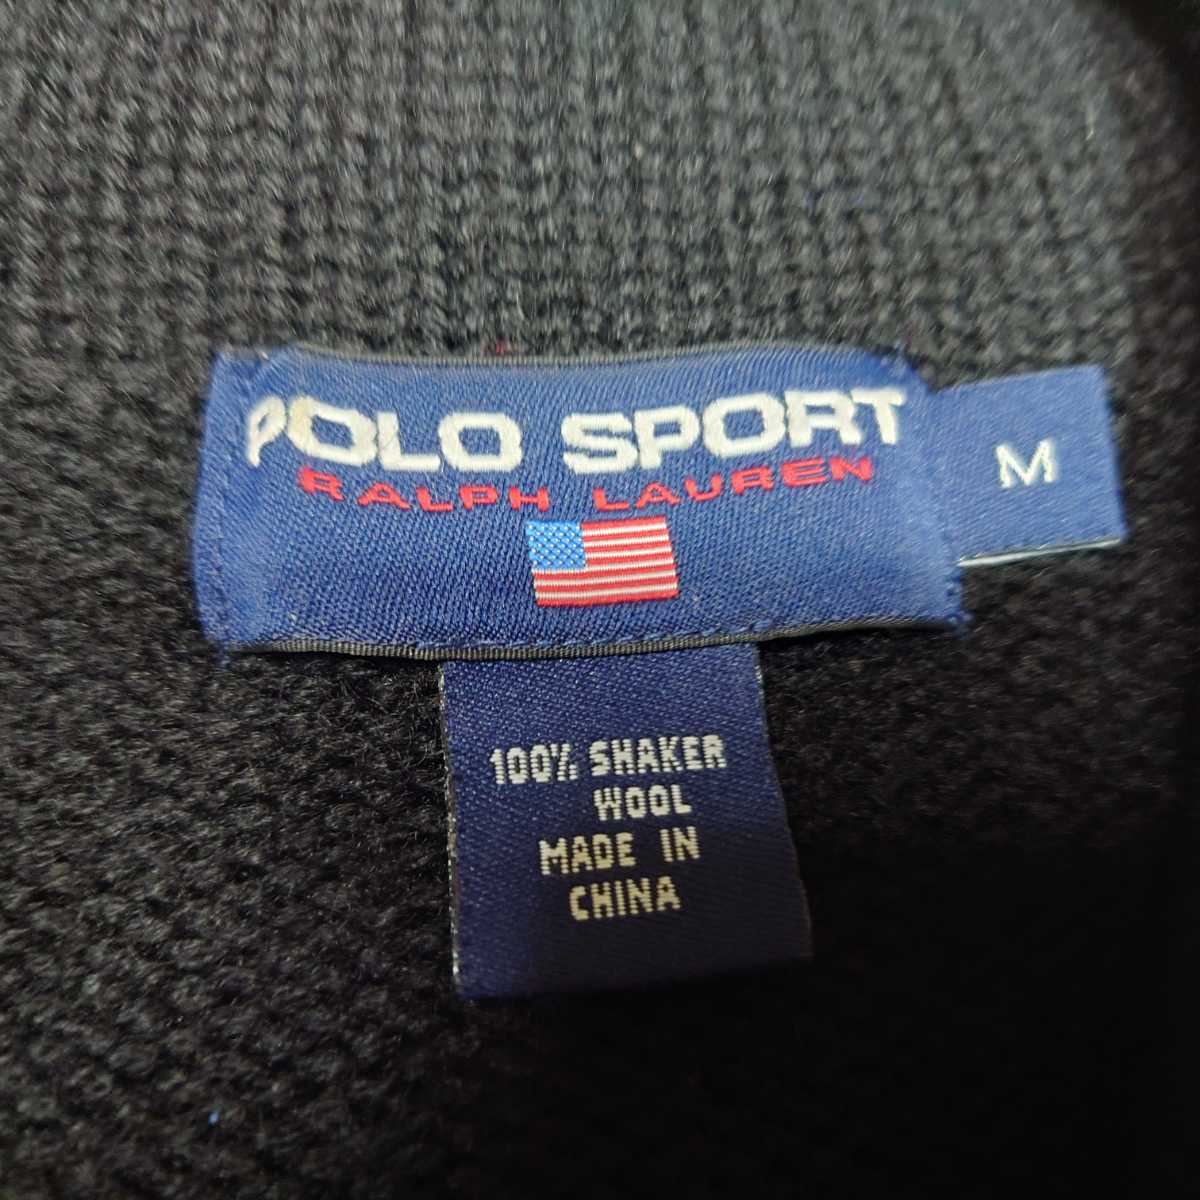 POLO SPORT
RALPH LAUREN
M
100% SHAKER
WOOL
MADE IN
CHINA